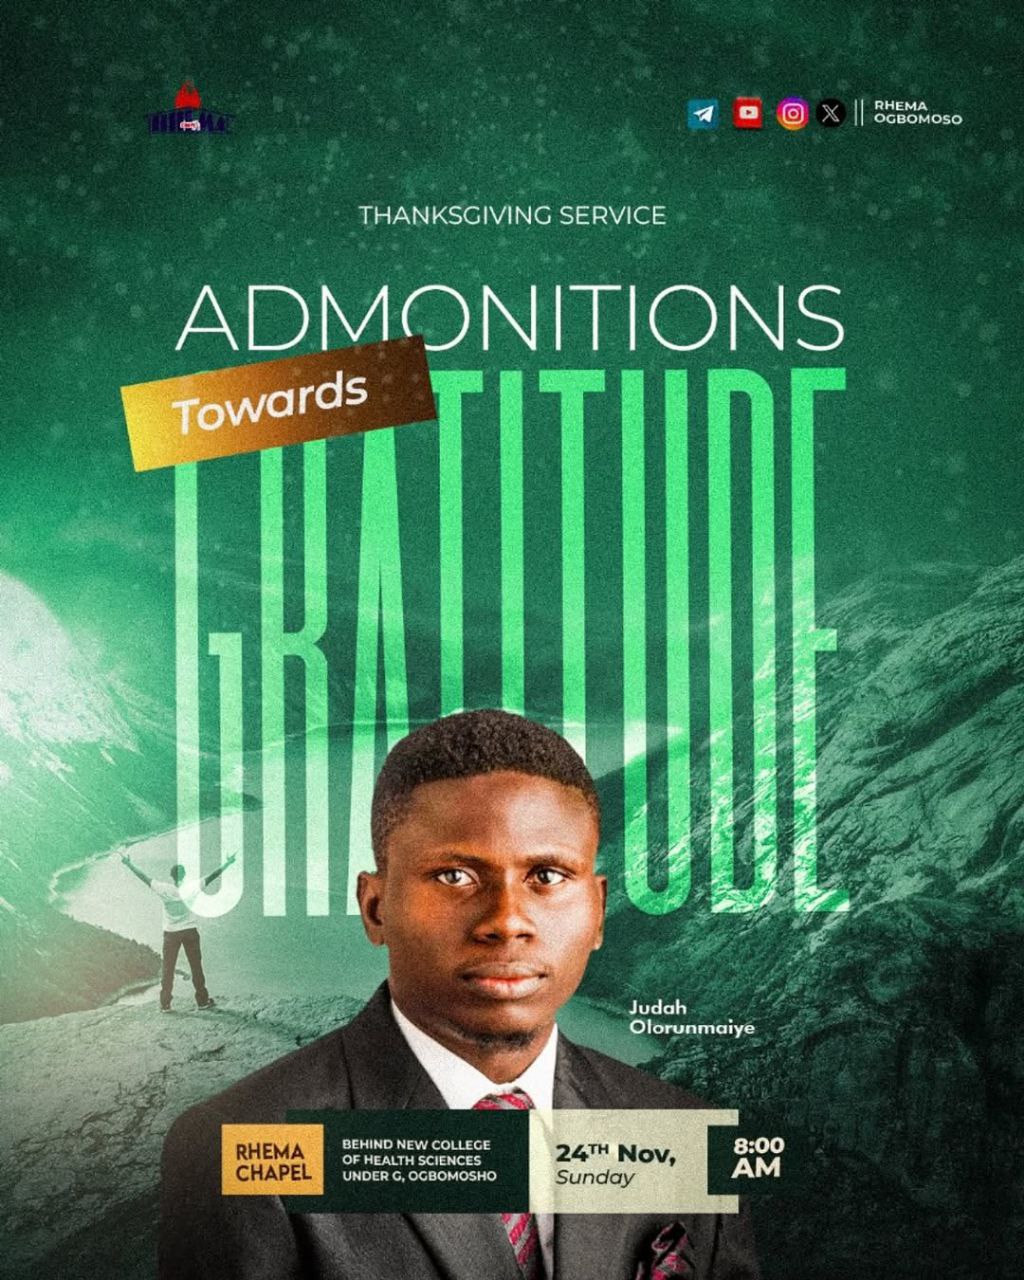 RHEMA
OGBOMOSO
THANKSGIVING SERVICE
ADMONITIONS
Towards
GRATITUDE
Judah
Olorunmaiye
RHEMA
CHAPEL
BEHIND NEW COLLEGE
OF HEALTH SCIENCES
UNDER G, OGBOMOSHO
24TH Nov,
Sunday
8:00
AM